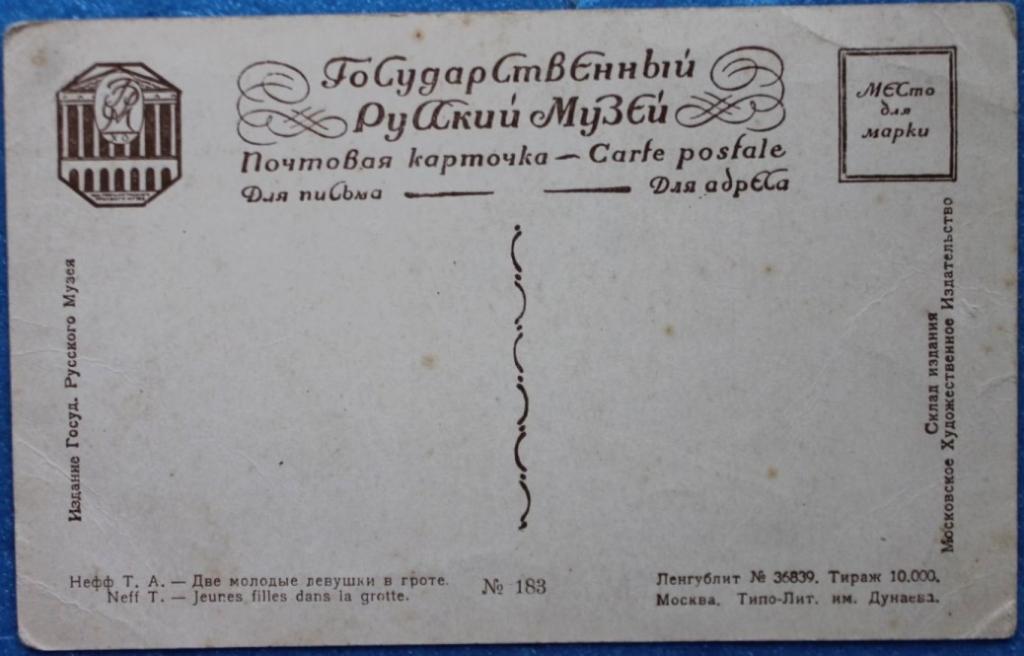 Государственный
Русский Музей
Почтовая карточка — Carte postale
Для письма — — Для адреса
Место
для
марки
Издание Госуд. Русского Музея
Склад издания
Московское Художественное Издательство
Нефф Т. А. — Две молодые девушки в гроте.
Neff T. — Jeunes filles dans la grotte.
№ 183
Ленгублит № 36839. Тираж 10.000.
Москва. Типо-Лит. им. Дунаева.